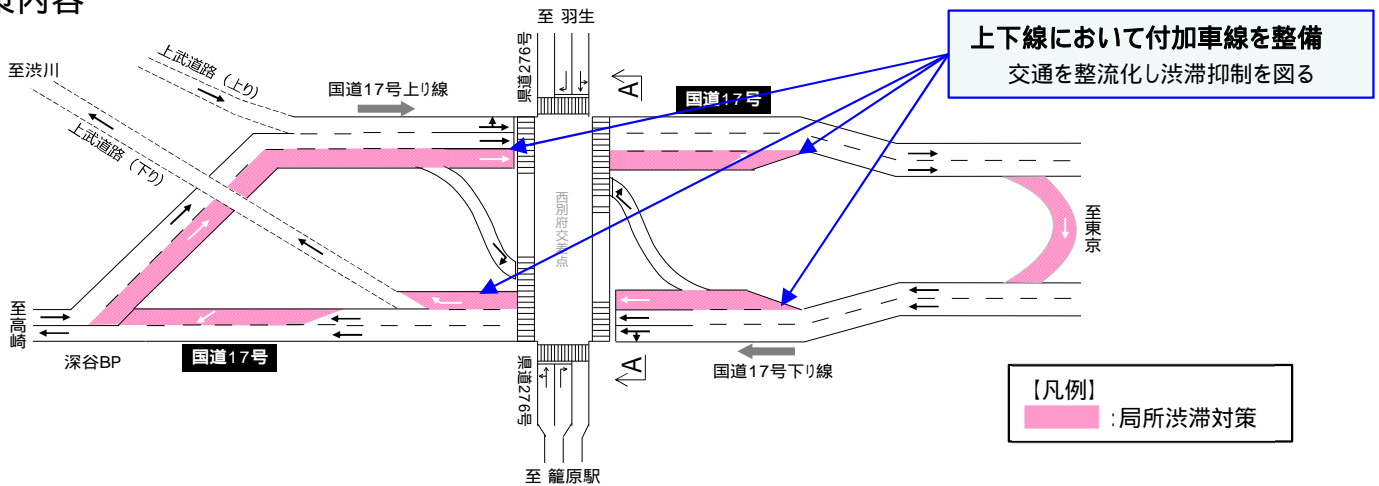 策内容
至 羽生
県道276号
上武道路（上り）
至渋川
国道17号上り線
A
国道17号
上下線において付加車線を整備
交通を整流化し渋滞抑制を図る
上武道路（下り）
西別府交差点
至東京
至高崎
深谷BP
国道17号
県道276号
A
国道17号下り線
至 籠原駅
【凡例】
：局所渋滞対策